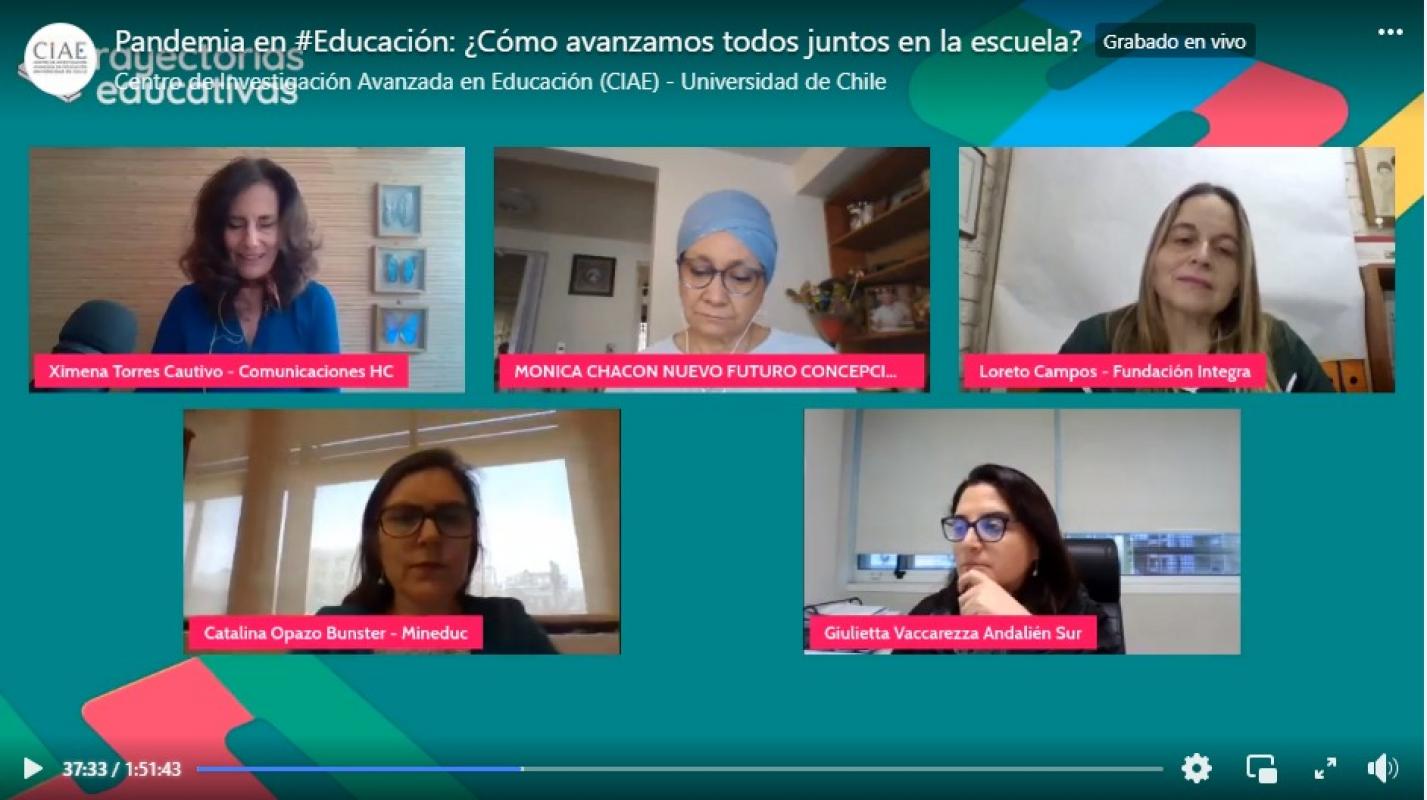 Pandemia en #Educación: ¿Cómo avanzamos todos juntos en la escuela?
Grabado en vivo
CIAE
rayectorias
Centro de Investigación Avanzada en Educación (CIAE) - Universidad de Chile
educativas
Ximena Torres Cautivo - Comunicaciones HC
MONICA CHACON NUEVO FUTURO CONCEPCI...
Loreto Campos - Fundación Integra
Catalina Opazo Bunster - Mineduc
Giulietta Vaccarezza Andalién Sur
37:33 / 1:51:43